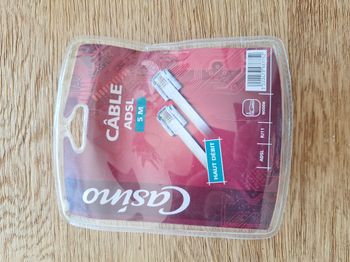 Casino
CÂBLE
ADSL
5 M
HAUT DÉBIT
ADSL
RJ11